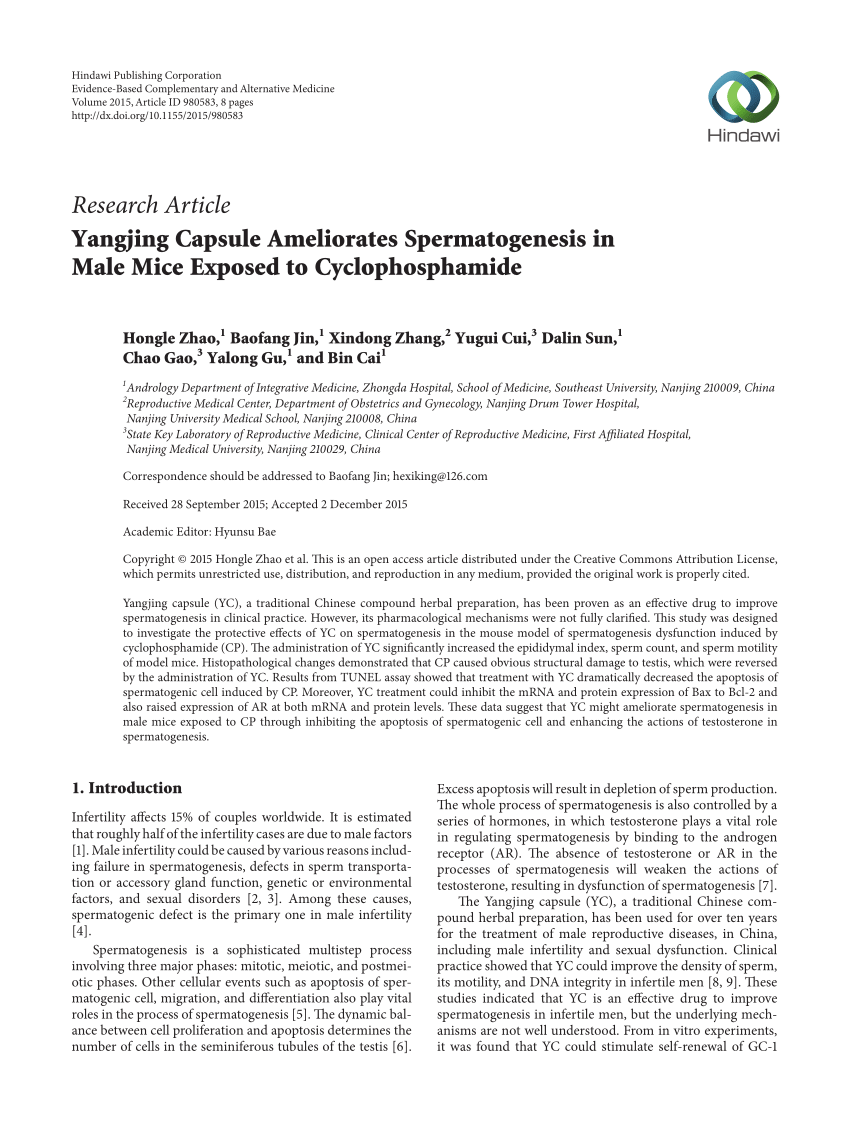 Hindawi Publishing Corporation
Evidence-Based Complementary and Alternative Medicine
Volume 2015, Article ID 980583, 8 pages
http://dx.doi.org/10.1155/2015/980583
Hindawi
Research Article
Yangjing Capsule Ameliorates Spermatogenesis in
Male Mice Exposed to Cyclophosphamide
Hongle Zhao,1 Baofang Jin,1 Xindong Zhang,2 Yugui Cui,3 Dalin Sun,1
Chao Gao,3 Yalong Gu,1 and Bin Cai1
1Andrology Department of Integrative Medicine, Zhongda Hospital, School of Medicine, Southeast University, Nanjing 210009, China
2Reproductive Medical Center, Department of Obstetrics and Gynecology, Nanjing Drum Tower Hospital,
Nanjing University Medical School, Nanjing 210008, China
3State Key Laboratory of Reproductive Medicine, Clinical Center of Reproductive Medicine, First Affiliated Hospital,
Nanjing Medical University, Nanjing 210029, China
Correspondence should be addressed to Baofang Jin; hexiking@126.com
Received 28 September 2015; Accepted 2 December 2015
Academic Editor: Hyunsu Bae
Copyright © 2015 Hongle Zhao et al. This is an open access article distributed under the Creative Commons Attribution License,
which permits unrestricted use, distribution, and reproduction in any medium, provided the original work is properly cited.
Yangjing capsule (YC), a traditional Chinese compound herbal preparation, has been proven as an effective drug to improve
spermatogenesis in clinical practice. However, its pharmacological mechanisms were not fully clarified. This study was designed
to investigate the protective effects of YC on spermatogenesis in the mouse model of spermatogenesis dysfunction induced by
cyclophosphamide (CP). The administration of YC significantly increased the epididymal index, sperm count, and sperm motility
of model mice. Histopathological changes demonstrated that CP caused obvious structural damage to testis, which were reversed
by the administration of YC. Results from TUNEL assay showed that treatment with YC dramatically decreased the apoptosis of
spermatogenic cell induced by CP. Moreover, YC treatment could inhibit the mRNA and protein expression of Bax to Bcl-2 and
also raised expression of AR at both mRNA and protein levels. These data suggest that YC might ameliorate spermatogenesis in
male mice exposed to CP through inhibiting the apoptosis of spermatogenic cell and enhancing the actions of testosterone in
spermatogenesis.
1. Introduction
Infertility affects 15% of couples worldwide. It is estimated
that roughly half of the infertility cases are due to male factors
[1]. Male infertility could be caused by various reasons includ-
ing failure in spermatogenesis, defects in sperm transporta-
tion or accessory gland function, genetic or environmental
factors, and sexual disorders [2, 3]. Among these causes,
spermatogenic defect is the primary one in male infertility
[4].
Spermatogenesis is a sophisticated multistep process
involving three major phases: mitotic, meiotic, and postmei-
otic phases. Other cellular events such as apoptosis of sper-
matogenic cell, migration, and differentiation also play vital
roles in the process of spermatogenesis [5]. The dynamic bal-
ance between cell proliferation and apoptosis determines the
number of cells in the seminiferous tubules of the testis [6].
Excess apoptosis will result in depletion of sperm production.
The whole process of spermatogenesis is also controlled by a
series of hormones, in which testosterone plays a vital role
in regulating spermatogenesis by binding to the androgen
receptor (AR). The absence of testosterone or AR in the
processes of spermatogenesis will weaken the actions of
testosterone, resulting in dysfunction of spermatogenesis [7].
The Yangjing capsule (YC), a traditional Chinese com-
pound herbal preparation, has been used for over ten years
for the treatment of male reproductive diseases, in China,
including male infertility and sexual dysfunction. Clinical
practice showed that YC could improve the density of sperm,
its motility, and DNA integrity in infertile men [8, 9]. These
studies indicated that YC is an effective drug to improve
spermatogenesis in infertile men, but the underlying mech-
anisms are not well understood. From in vitro experiments,
it was found that YC could stimulate self-renewal of GC-1